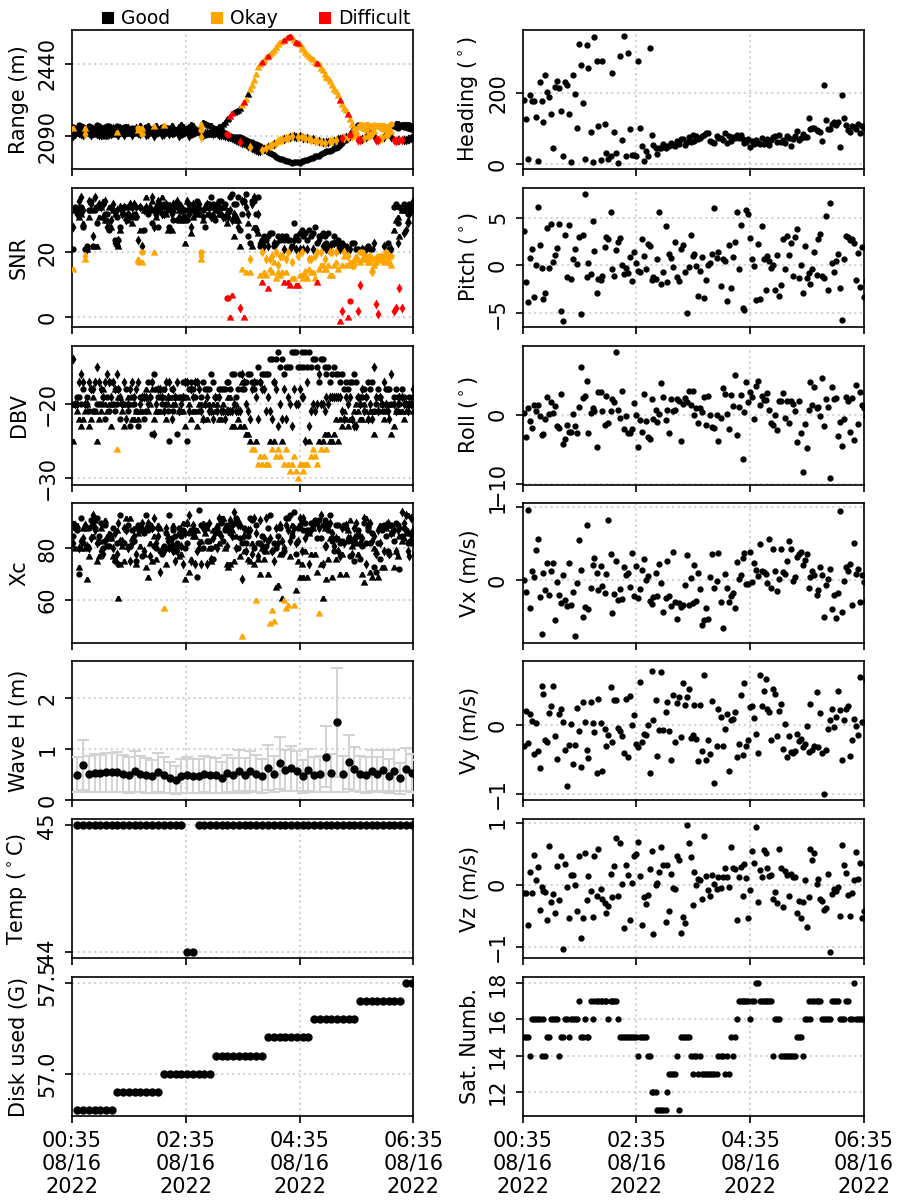 Good Okay Difficult
Range (m)
2440
2090
Heading (°)
200
0
SNR
20
0
Pitch (°)
5
0
−5
DBV
−20
−30
Roll (°)
0
−10
Xc
80
60
Vx (m/s)
1
0
Wave H (m)
2
1
0
Vy (m/s)
0
−1
Temp (°C)
45
44
Vz (m/s)
1
0
−1
Disk used (G)
57.5
57.0
Sat. Numb.
18
16
14
12
00:35 02:35 04:35 06:35
08/16 08/16 08/16 08/16
2022 2022 2022 2022
00:35 02:35 04:35 06:35
08/16 08/16 08/16 08/16
2022 2022 2022 2022